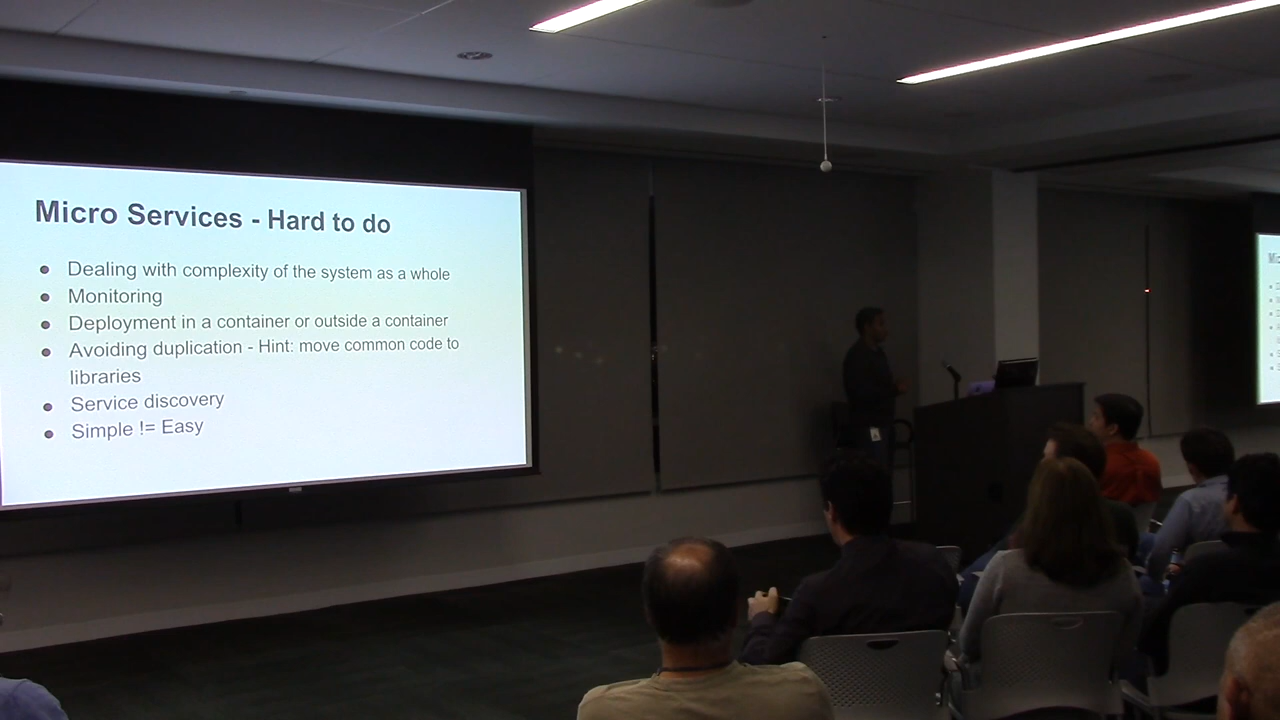 Micro Services - Hard to do
● Dealing with complexity of the system as a whole
● Monitoring
● Deployment in a container or outside a container
● Avoiding duplication - Hint: move common code to
libraries
● Service discovery
● Simple != Easy